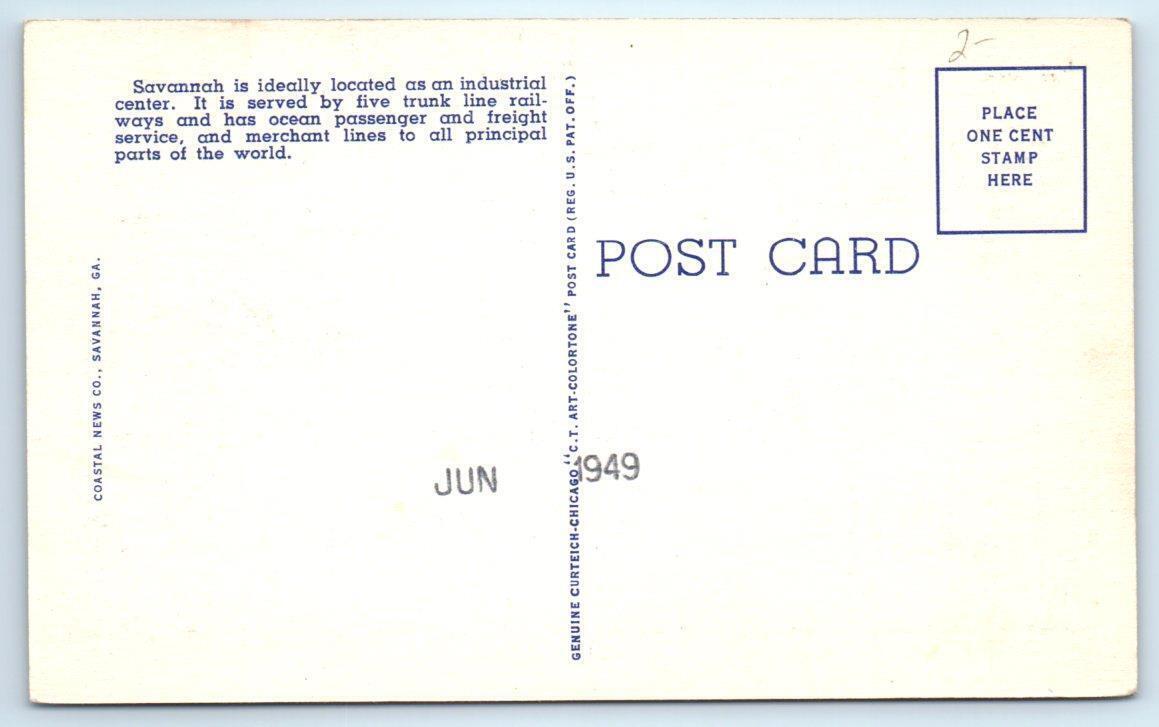 Savannah is ideally located as an industrial
center. It is served by five trunk line rail-
ways and has ocean passenger and freight
service, and merchant lines to all principal
parts of the world.
COASTAL NEWS CO., SAVANNAH, GA.
GENUINE CURTEICH-CHICAGO "C.T. ART-COLORTONE" POST CARD (REG. U.S. PAT. OFF.)
2-
PLACE
ONE CENT
STAMP
HERE
POST CARD
JUN 1949